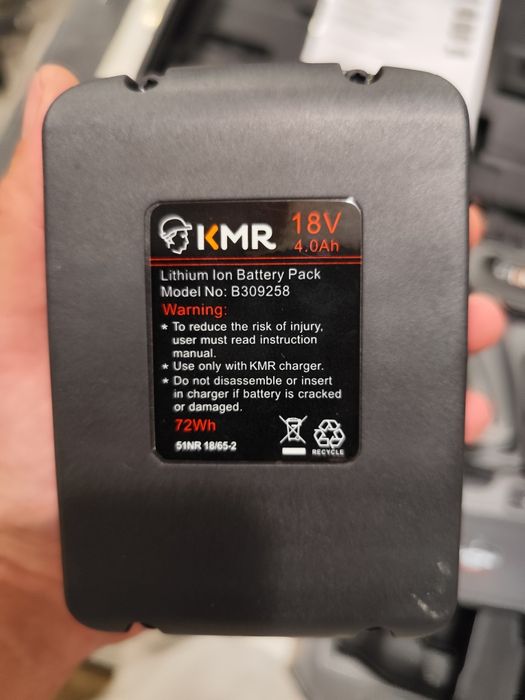 KMR 18V
4.0Ah
Lithium Ion Battery Pack
Model No: B309258
Warning:
* To reduce the risk of injury,
user must read instruction
manual.
* Use only with KMR charger.
* Do not disassemble or insert
in charger if battery is cracked
or damaged.
72Wh
51NR 18/65-2
RECYCLE